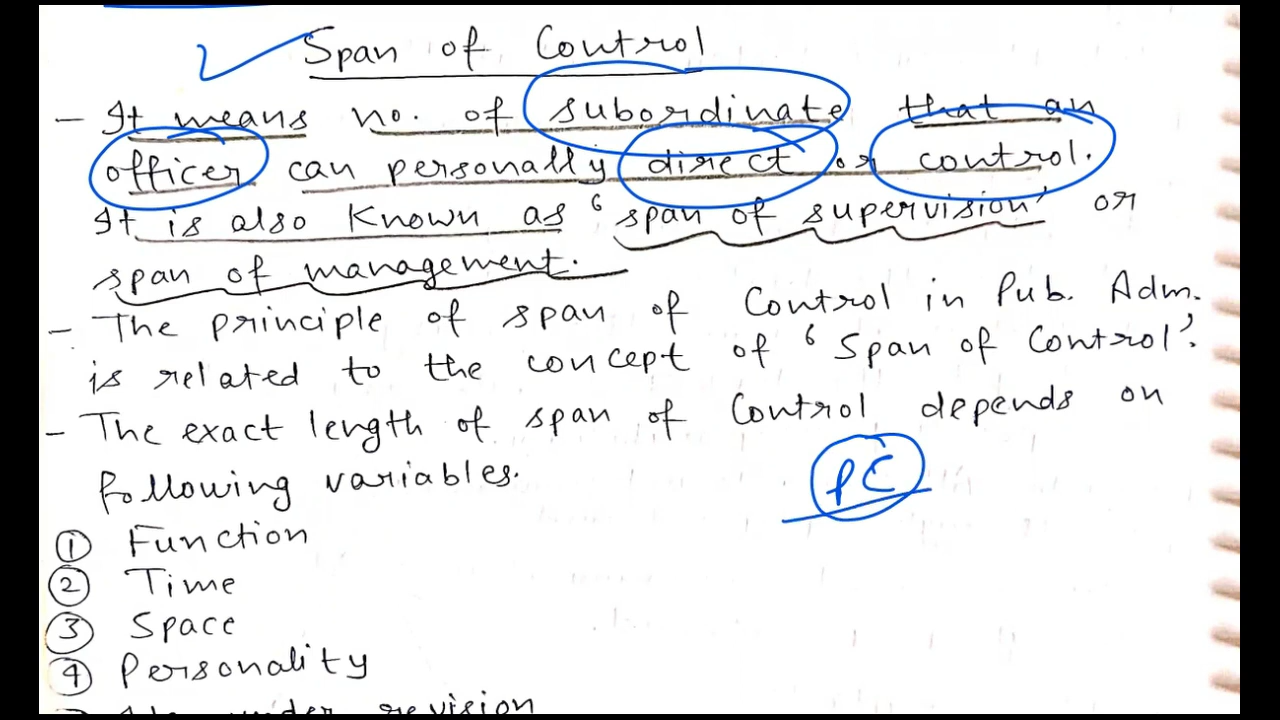 Span of Control
- It means no. of subordinate that an
officer can personally direct or control.
It is also known as 'span of supervision' or
span of management.
- The principle of span of Control in Pub. Adm.
is related to the concept of 'Span of Control'.
- The exact length of span of Control depends on
following variables.
PC
① Function
② Time
③ Space
④ Personality
under revision